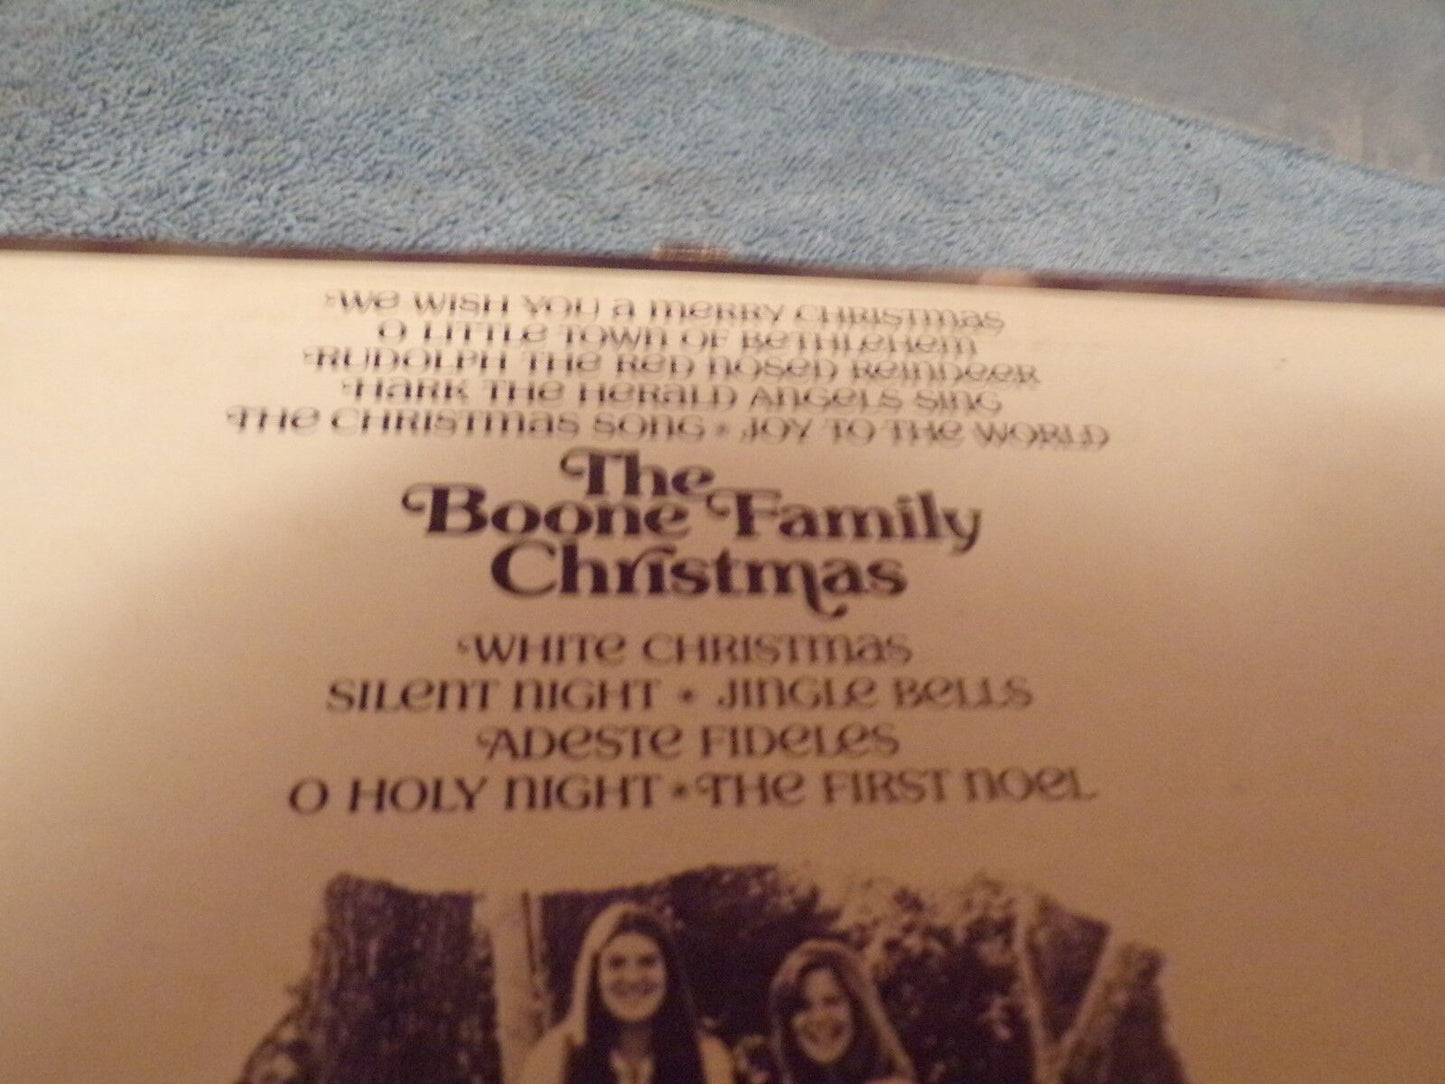 We WISH YOU a merry CHRISTmas
O LITTLe TOWN OF BeTHLeHem
RUDOLPH THe Red nosed Reindeer
Hark THe Herald Angels Sing
THe CHRISTmas song • Joy TO THe World
The
Boone Family
Christmas
WHITe CHRISTmas
SILenT nIGHT • JInGLe BeLLS
ADeSTe FIDeLes
O HOLY nIGHT • THe FIRST noeL